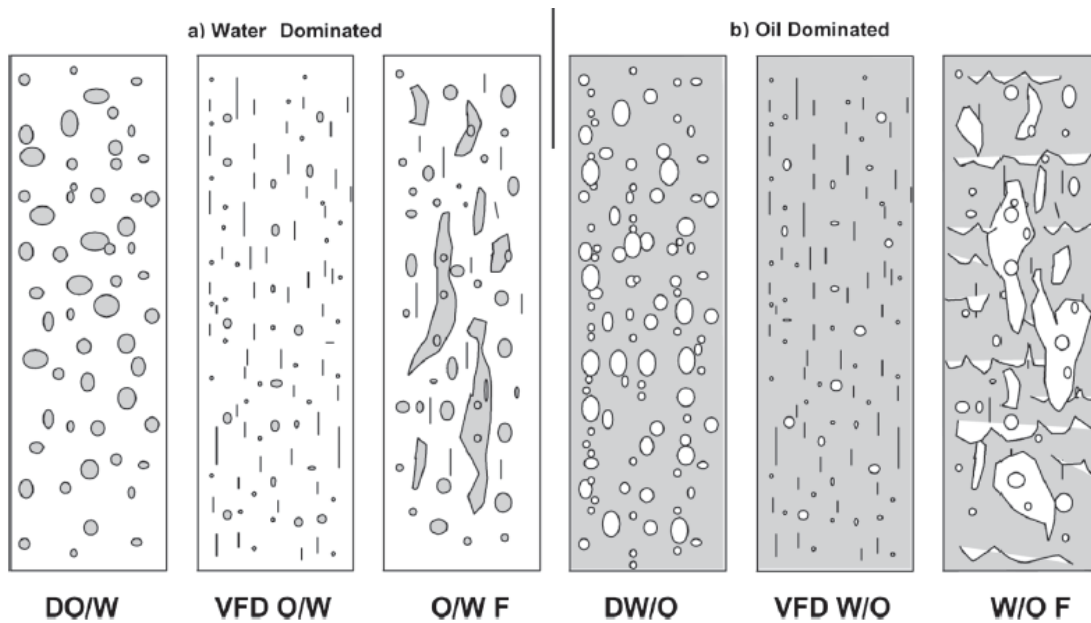 a) Water Dominated
b) Oil Dominated
DO/W
VFD O/W
O/W F
DW/O
VFD W/O
W/O F